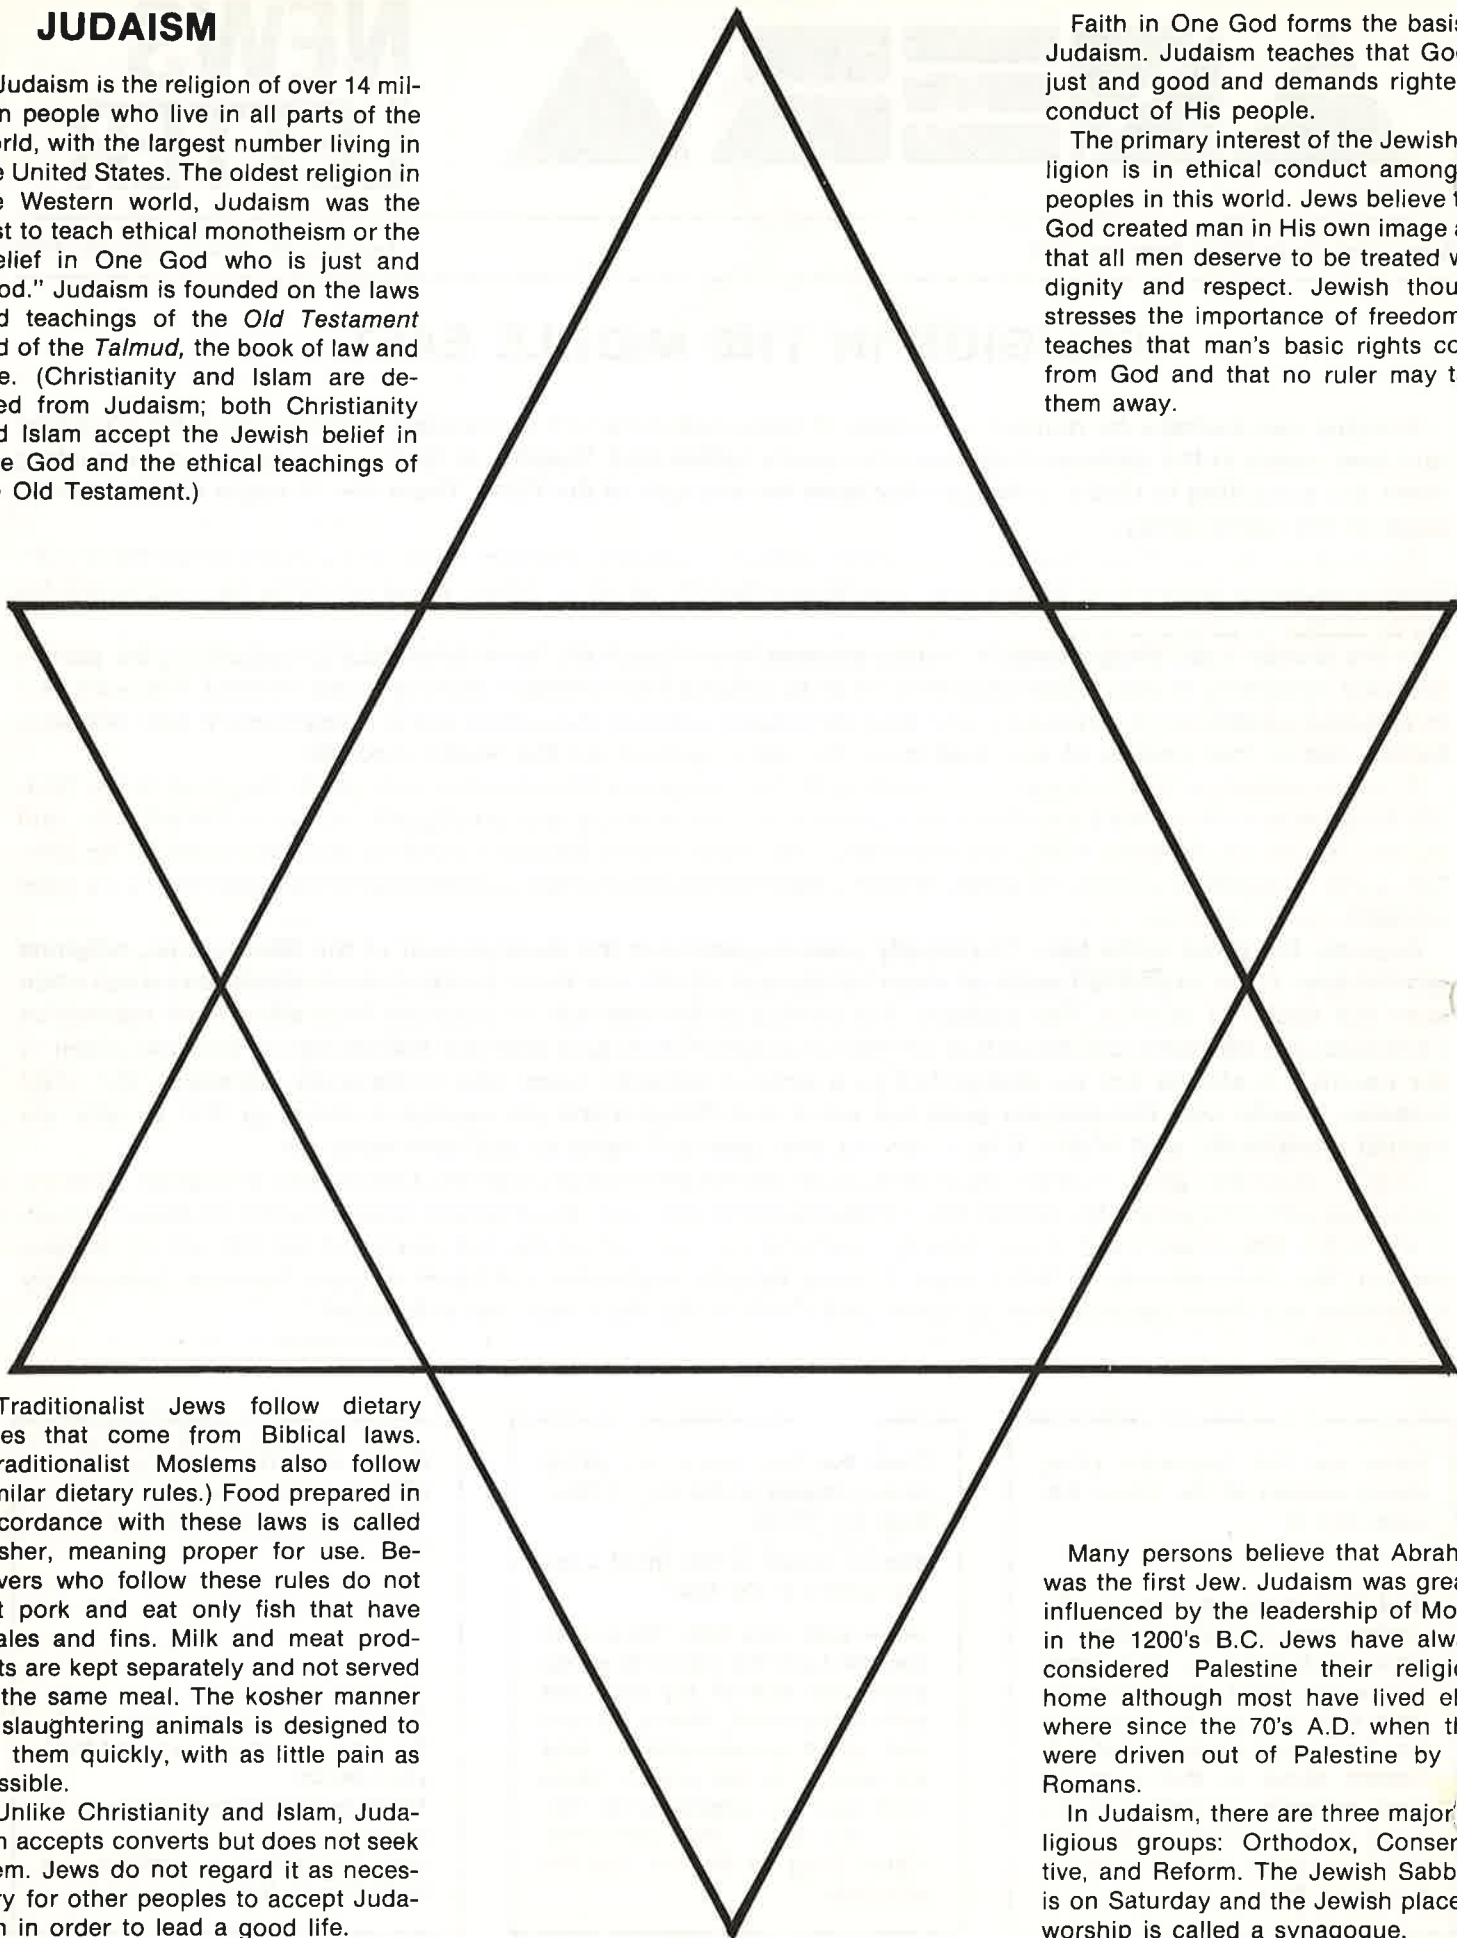 JUDAISM
Judaism is the religion of over 14 mil-
n people who live in all parts of the
rld, with the largest number living in
e United States. The oldest religion in
e Western world, Judaism was the
st to teach ethical monotheism or the
elief in One God who is just and
od." Judaism is founded on the laws
d teachings of the Old Testament
d of the Talmud, the book of law and
e. (Christianity and Islam are de-
ed from Judaism; both Christianity
d Islam accept the Jewish belief in
e God and the ethical teachings of
e Old Testament.)
Faith in One God forms the basis
Judaism. Judaism teaches that God
just and good and demands righte
conduct of His people.
The primary interest of the Jewish
ligion is in ethical conduct among
peoples in this world. Jews believe t
God created man in His own image a
that all men deserve to be treated w
dignity and respect. Jewish thou
stresses the importance of freedom
teaches that man's basic rights co
from God and that no ruler may ta
them away.
Traditionalist Jews follow dietary
es that come from Biblical laws.
raditionalist Moslems also follow
milar dietary rules.) Food prepared in
cordance with these laws is called
sher, meaning proper for use. Be-
vers who follow these rules do not
t pork and eat only fish that have
ales and fins. Milk and meat prod-
ts are kept separately and not served
the same meal. The kosher manner
slaughtering animals is designed to
them quickly, with as little pain as
ssible.
Unlike Christianity and Islam, Juda-
n accepts converts but does not seek
em. Jews do not regard it as neces-
ry for other peoples to accept Juda-
n in order to lead a good life.
Many persons believe that Abrah
was the first Jew. Judaism was grea
influenced by the leadership of Mo
in the 1200's B.C. Jews have alwa
considered Palestine their religio
home although most have lived el
where since the 70's A.D. when th
were driven out of Palestine by
Romans.
In Judaism, there are three major
ligious groups: Orthodox, Conser
tive, and Reform. The Jewish Sabb
is on Saturday and the Jewish place
worship is called a synagogue.